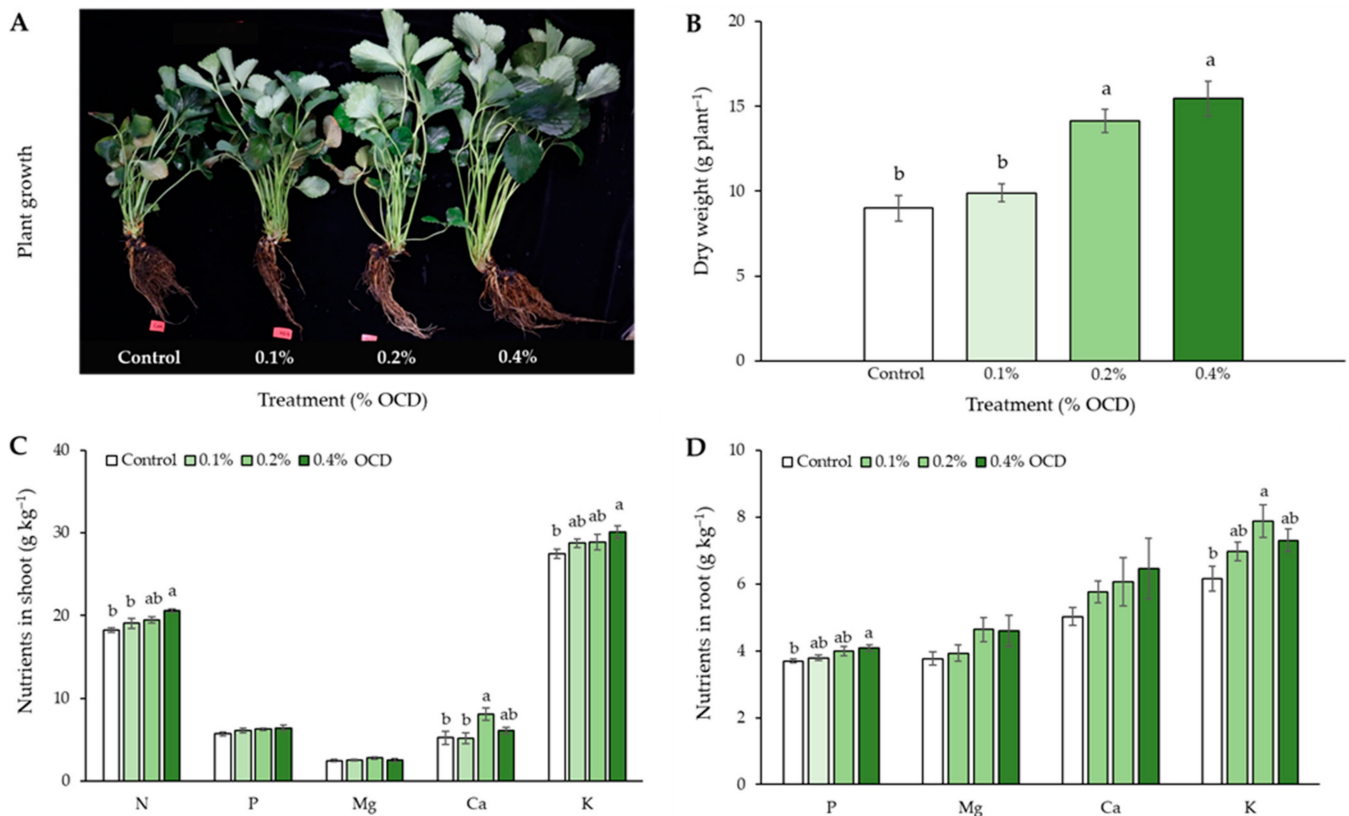 A
Plant growth
Control 0.1% 0.2% 0.4%
Treatment (% OCD)
B
Dry weight (g plant⁻¹)
20
15
10
5
0
b b a a
Control 0.1% 0.2% 0.4%
Treatment (% OCD)
C
Nutrients in shoot (g kg⁻¹)
40
30
20
10
0
Control 0.1% 0.2% 0.4% OCD
b b ab a
b b a ab
b ab ab a
N P Mg Ca K
D
Nutrients in root (g kg⁻¹)
10
8
6
4
2
0
Control 0.1% 0.2% 0.4% OCD
b ab ab a
b ab a ab
P Mg Ca K